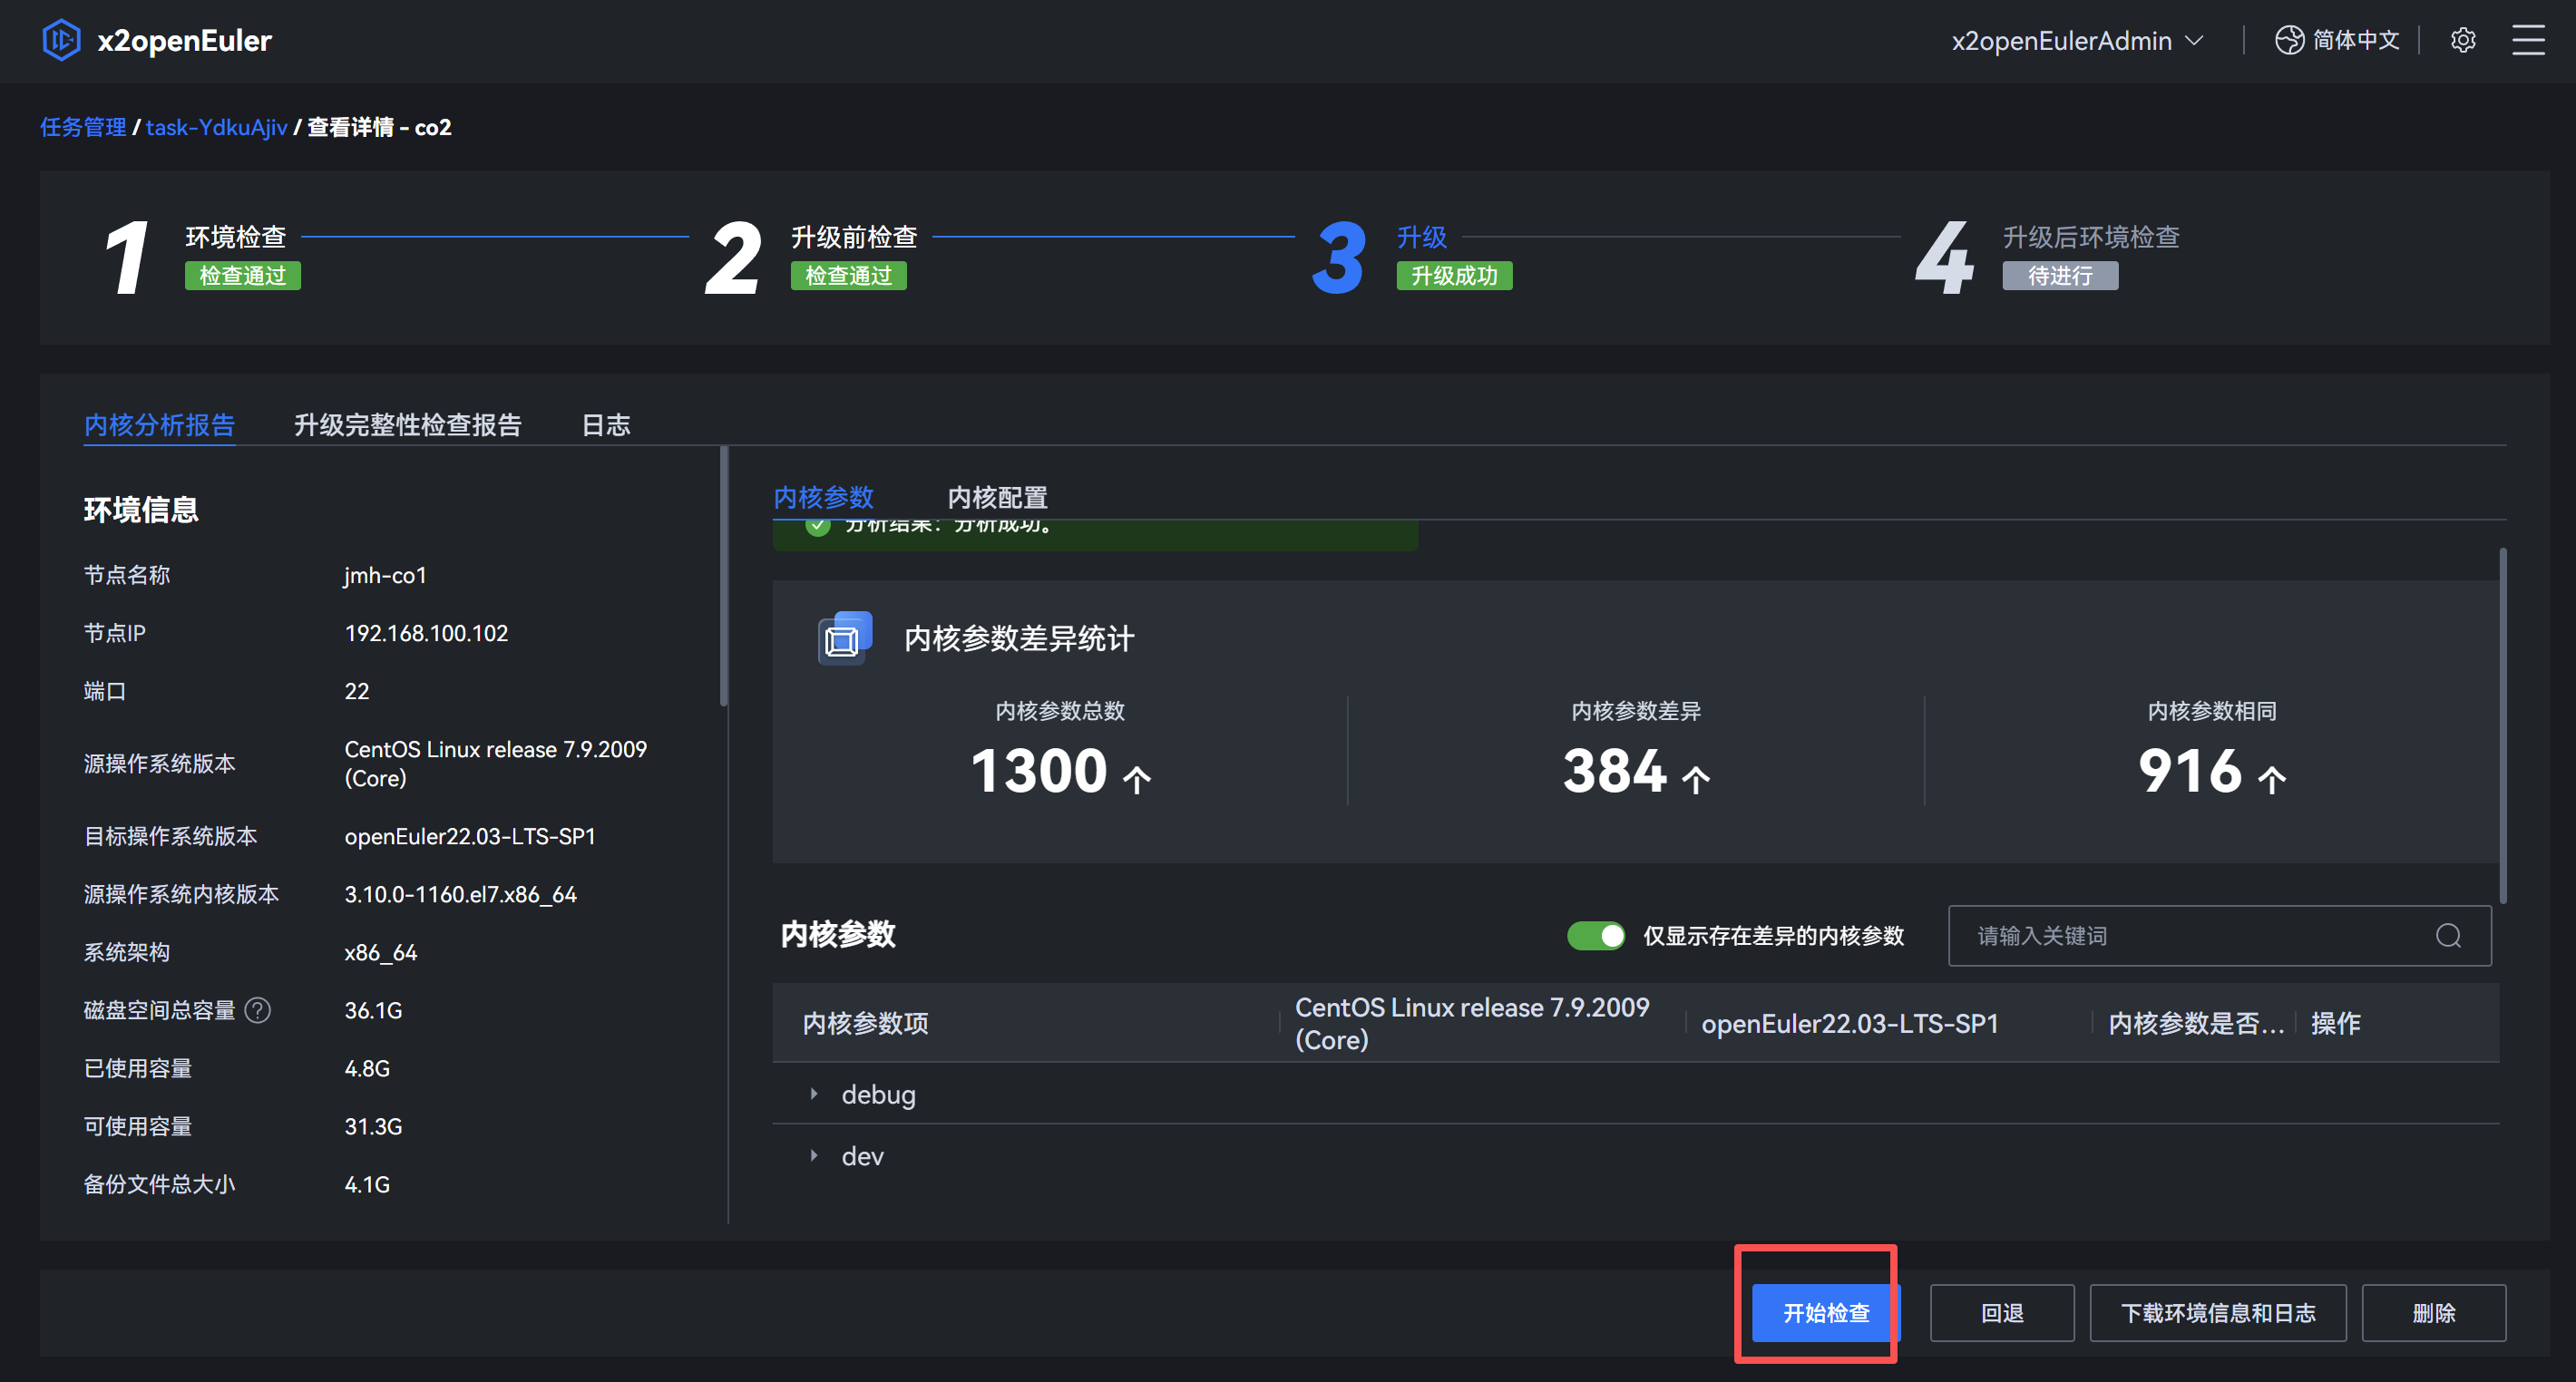 x2openEuler
x2openEulerAdmin
简体中文
任务管理 / task-YdkuAjiv / 查看详情 - co2
1 环境检查
检查通过
2 升级前检查
检查通过
3 升级
升级成功
4 升级后环境检查
待进行
内核分析报告 升级完整性检查报告 日志
环境信息
节点名称 jmh-co1
节点IP 192.168.100.102
端口 22
源操作系统版本 CentOS Linux release 7.9.2009 (Core)
目标操作系统版本 openEuler22.03-LTS-SP1
源操作系统内核版本 3.10.0-1160.el7.x86_64
系统架构 x86_64
磁盘空间总容量 36.1G
已使用容量 4.8G
可使用容量 31.3G
备份文件总大小 4.1G
内核参数 内核配置
分析结果：分析成功。
内核参数差异统计
内核参数总数 内核参数差异 内核参数相同
1300 个 384 个 916 个
内核参数 仅显示存在差异的内核参数 请输入关键词
内核参数项 CentOS Linux release 7.9.2009 (Core) openEuler22.03-LTS-SP1 内核参数是否... 操作
debug
dev
开始检查 回退 下载环境信息和日志 删除